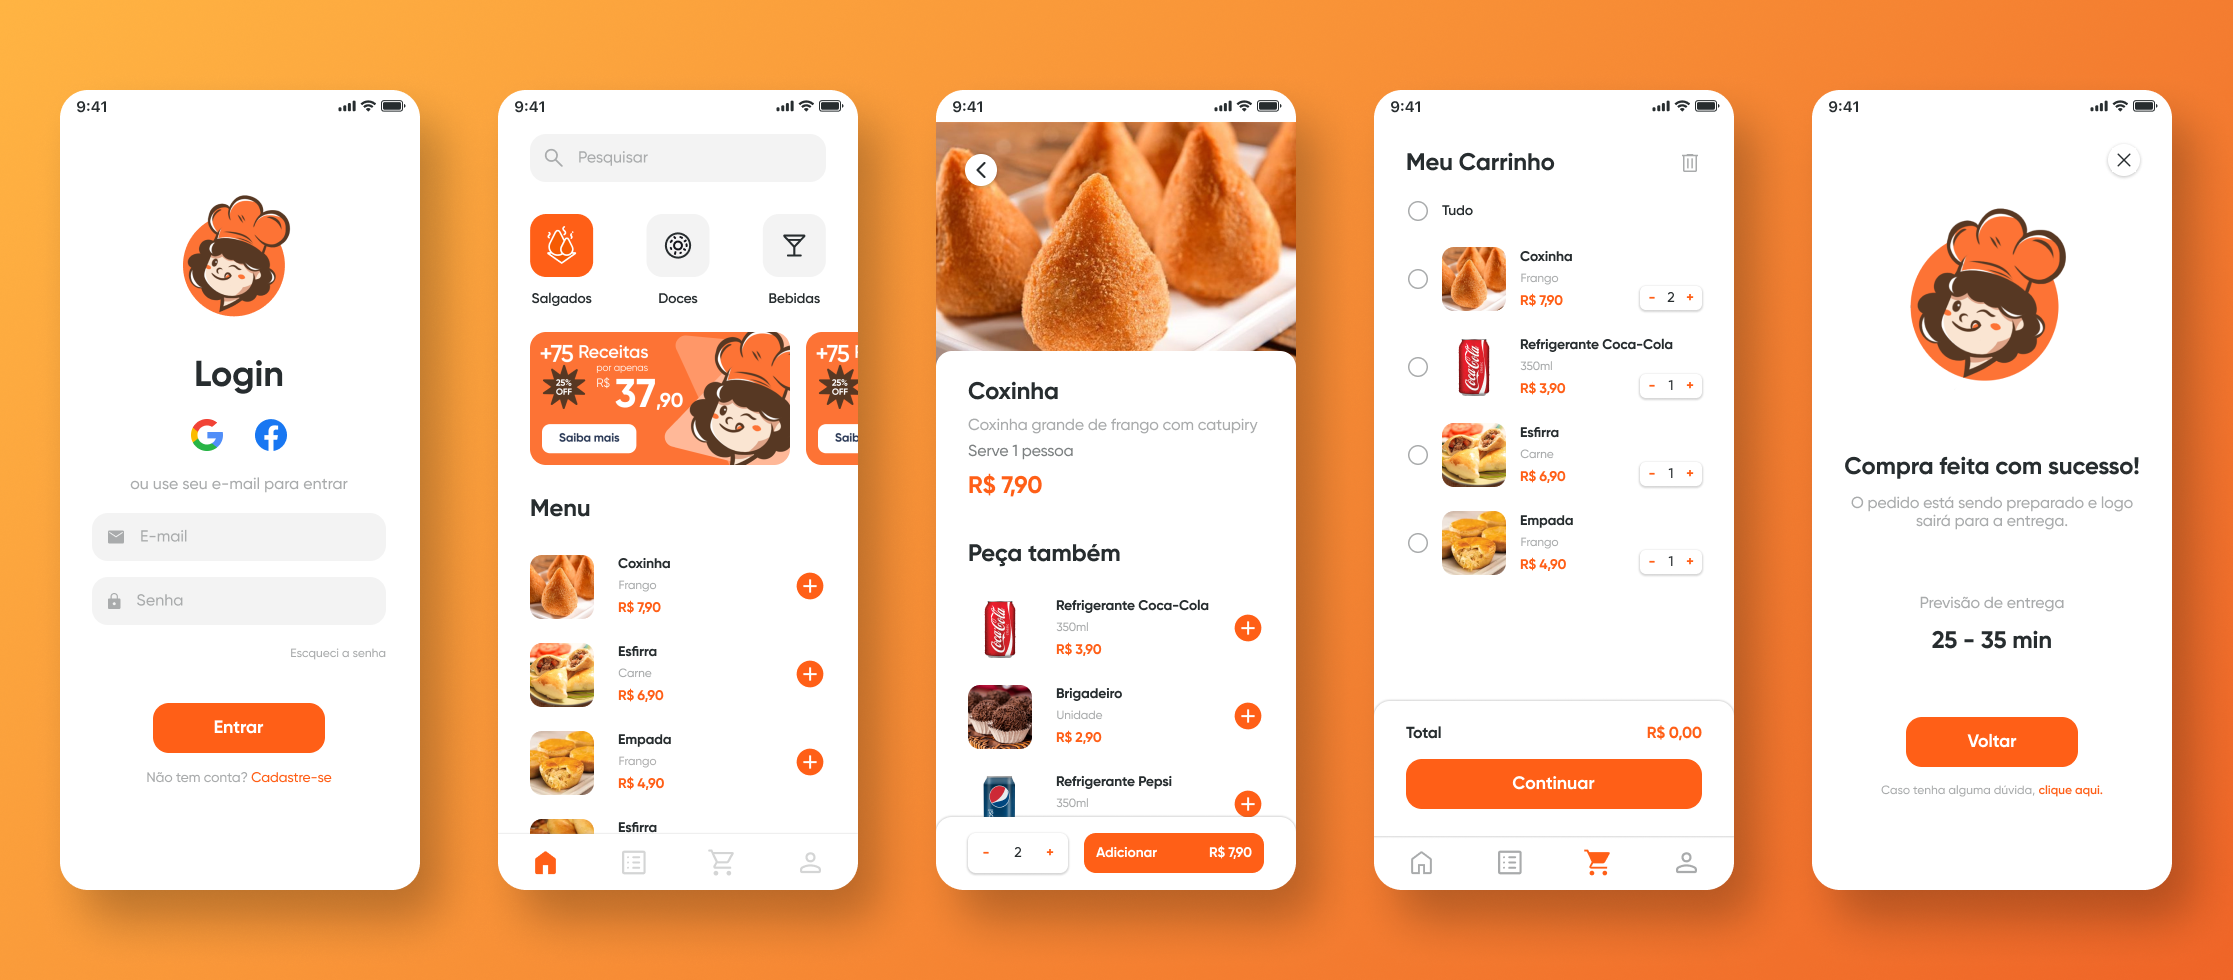 9:41
Login
ou use seu e-mail para entrar
E-mail
Senha
Escqueci a senha
Entrar
Não tem conta? Cadastre-se
9:41
Pesquisar
Salgados
Doces
Bebidas
+75 Receitas
por apenas
25%
OFF
R$ 37,90
Saiba mais
+75 R
25%
OFF
Saib
Menu
Coxinha
Frango
R$ 7,90
Esfirra
Carne
R$ 6,90
Empada
Frango
R$ 4,90
Esfirra
9:41
Coxinha
Coxinha grande de frango com catupiry
Serve 1 pessoa
R$ 7,90
Peça também
Coca-Cola
Refrigerante Coca-Cola
350ml
R$ 3,90
Brigadeiro
Unidade
R$ 2,90
Refrigerante Pepsi
350ml
- 2 +
Adicionar R$ 7,90
9:41
Meu Carrinho
Tudo
Coxinha
Frango
R$ 7,90
- 2 +
Coca-Cola
Refrigerante Coca-Cola
350ml
R$ 3,90
- 1 +
Esfirra
Carne
R$ 6,90
- 1 +
Empada
Frango
R$ 4,90
- 1 +
Total R$ 0,00
Continuar
9:41
Compra feita com sucesso!
O pedido está sendo preparado e logo
sairá para a entrega.
Previsão de entrega
25 - 35 min
Voltar
Caso tenha alguma dúvida, clique aqui.